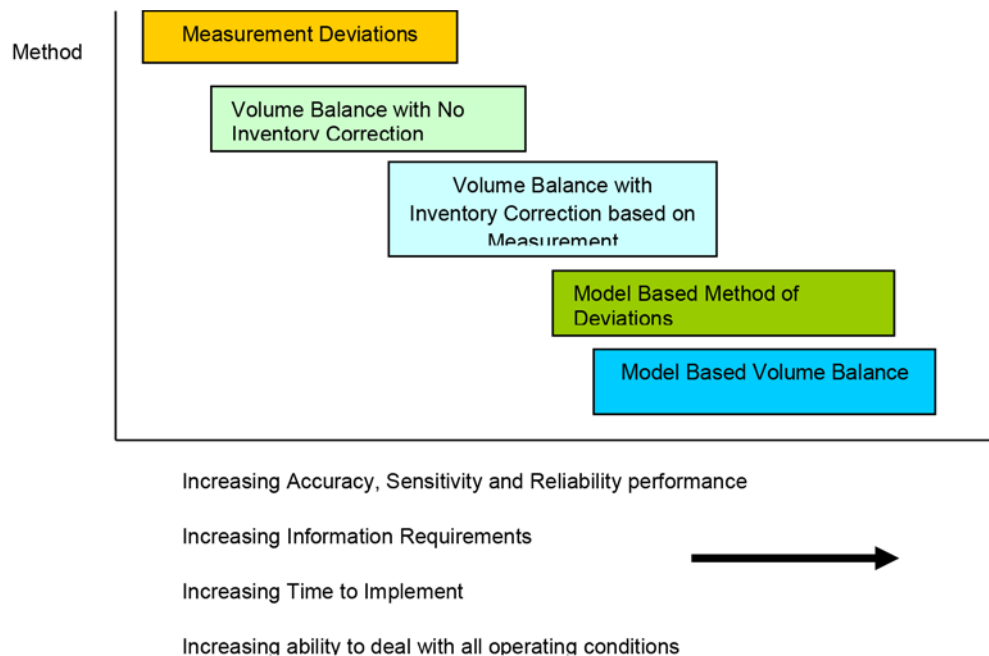 Measurement Deviations
Method
Volume Balance with No
Inventory Correction
Volume Balance with
Inventory Correction based on
Measurement
Model Based Method of
Deviations
Model Based Volume Balance
Increasing Accuracy, Sensitivity and Reliability performance
Increasing Information Requirements
Increasing Time to Implement
Increasing ability to deal with all operating conditions